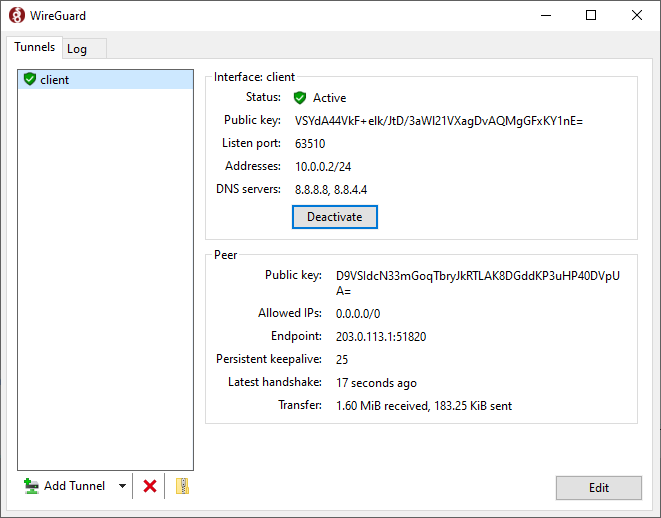 WireGuard
Tunnels Log
client
Interface: client
Status: Active
Public key: VSYdA44VkF+elk/JtD/3aWl21VXagDvAQMgGFxKY1nE=
Listen port: 63510
Addresses: 10.0.0.2/24
DNS servers: 8.8.8.8, 8.8.4.4
Deactivate
Peer
Public key: D9VSldcN33mGoqTbryJkRTLAK8DGddKP3uHP40DVpU
A=
Allowed IPs: 0.0.0.0/0
Endpoint: 203.0.113.1:51820
Persistent keepalive: 25
Latest handshake: 17 seconds ago
Transfer: 1.60 MiB received, 183.25 KiB sent
Add Tunnel
Edit